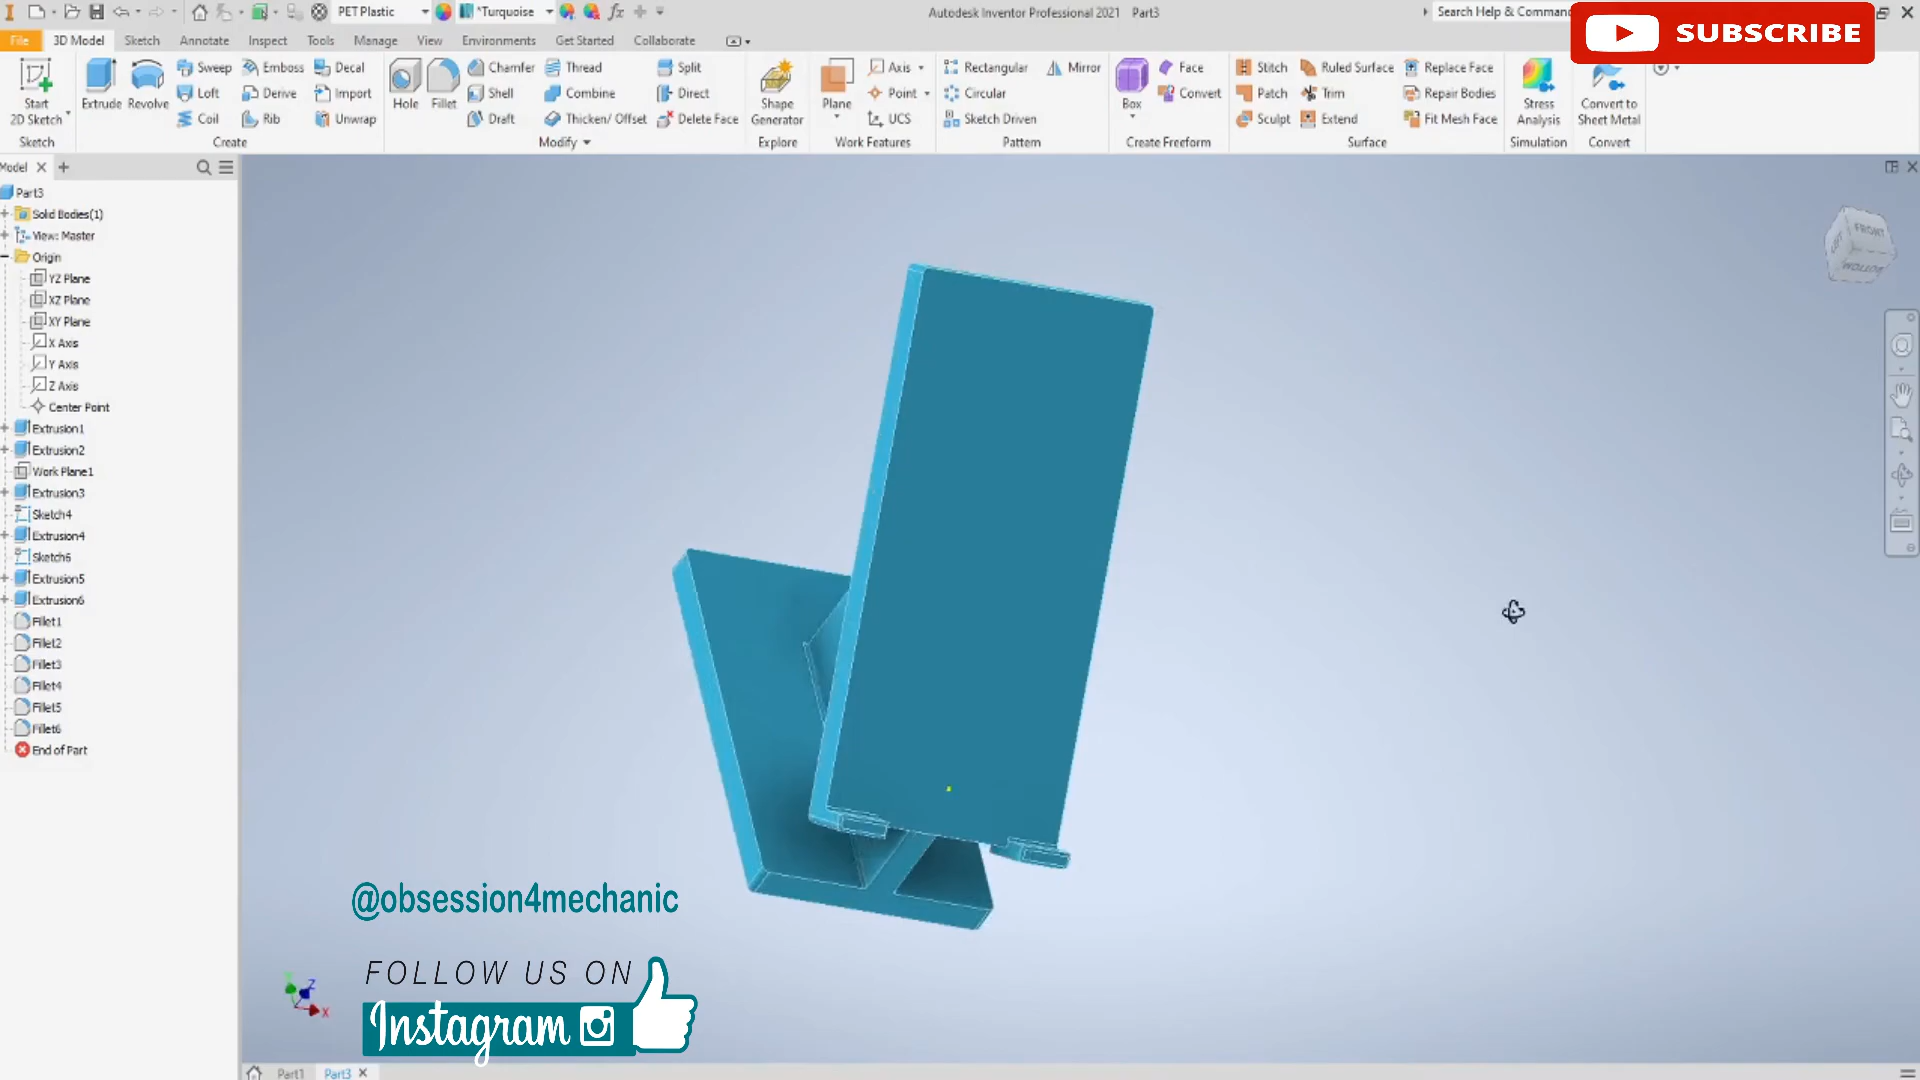 PET Plastic
*Turquoise
Autodesk Inventor Professional 2021 Part3
Search Help & Comman
SUBSCRIBE
File 3D Model Sketch Annotate Inspect Tools Manage View Environments Get Started Collaborate
Start
2D Sketch
Sketch
Extrude Revolve
Sweep Emboss Decal
Loft Derive Import
Coil Rib Unwrap
Create
Hole Fillet
Chamfer Thread Split
Shell Combine Direct
Draft Thicken/ Offset Delete Face
Modify
Shape
Generator
Explore
Plane
Axis
Point
UCS
Work Features
Rectangular Mirror
Circular
Sketch Driven
Pattern
Box
Face
Convert
Create Freeform
Stitch Ruled Surface Replace Face
Patch Trim Repair Bodies
Sculpt Extend Fit Mesh Face
Surface
Stress
Analysis
Simulation
Convert to
Sheet Metal
Convert
Model
Part3
Solid Bodies(1)
View: Master
Origin
YZ Plane
XZ Plane
XY Plane
X Axis
Y Axis
Z Axis
Center Point
Extrusion1
Extrusion2
Work Plane1
Extrusion3
Sketch4
Extrusion4
Sketch6
Extrusion5
Extrusion6
Fillet1
Fillet2
Fillet3
Fillet4
Fillet5
Fillet6
End of Part
FRONT
LEFT
BOTTOM
@obsession4mechanic
FOLLOW US ON
Instagram
Z
X
Part1 Part3